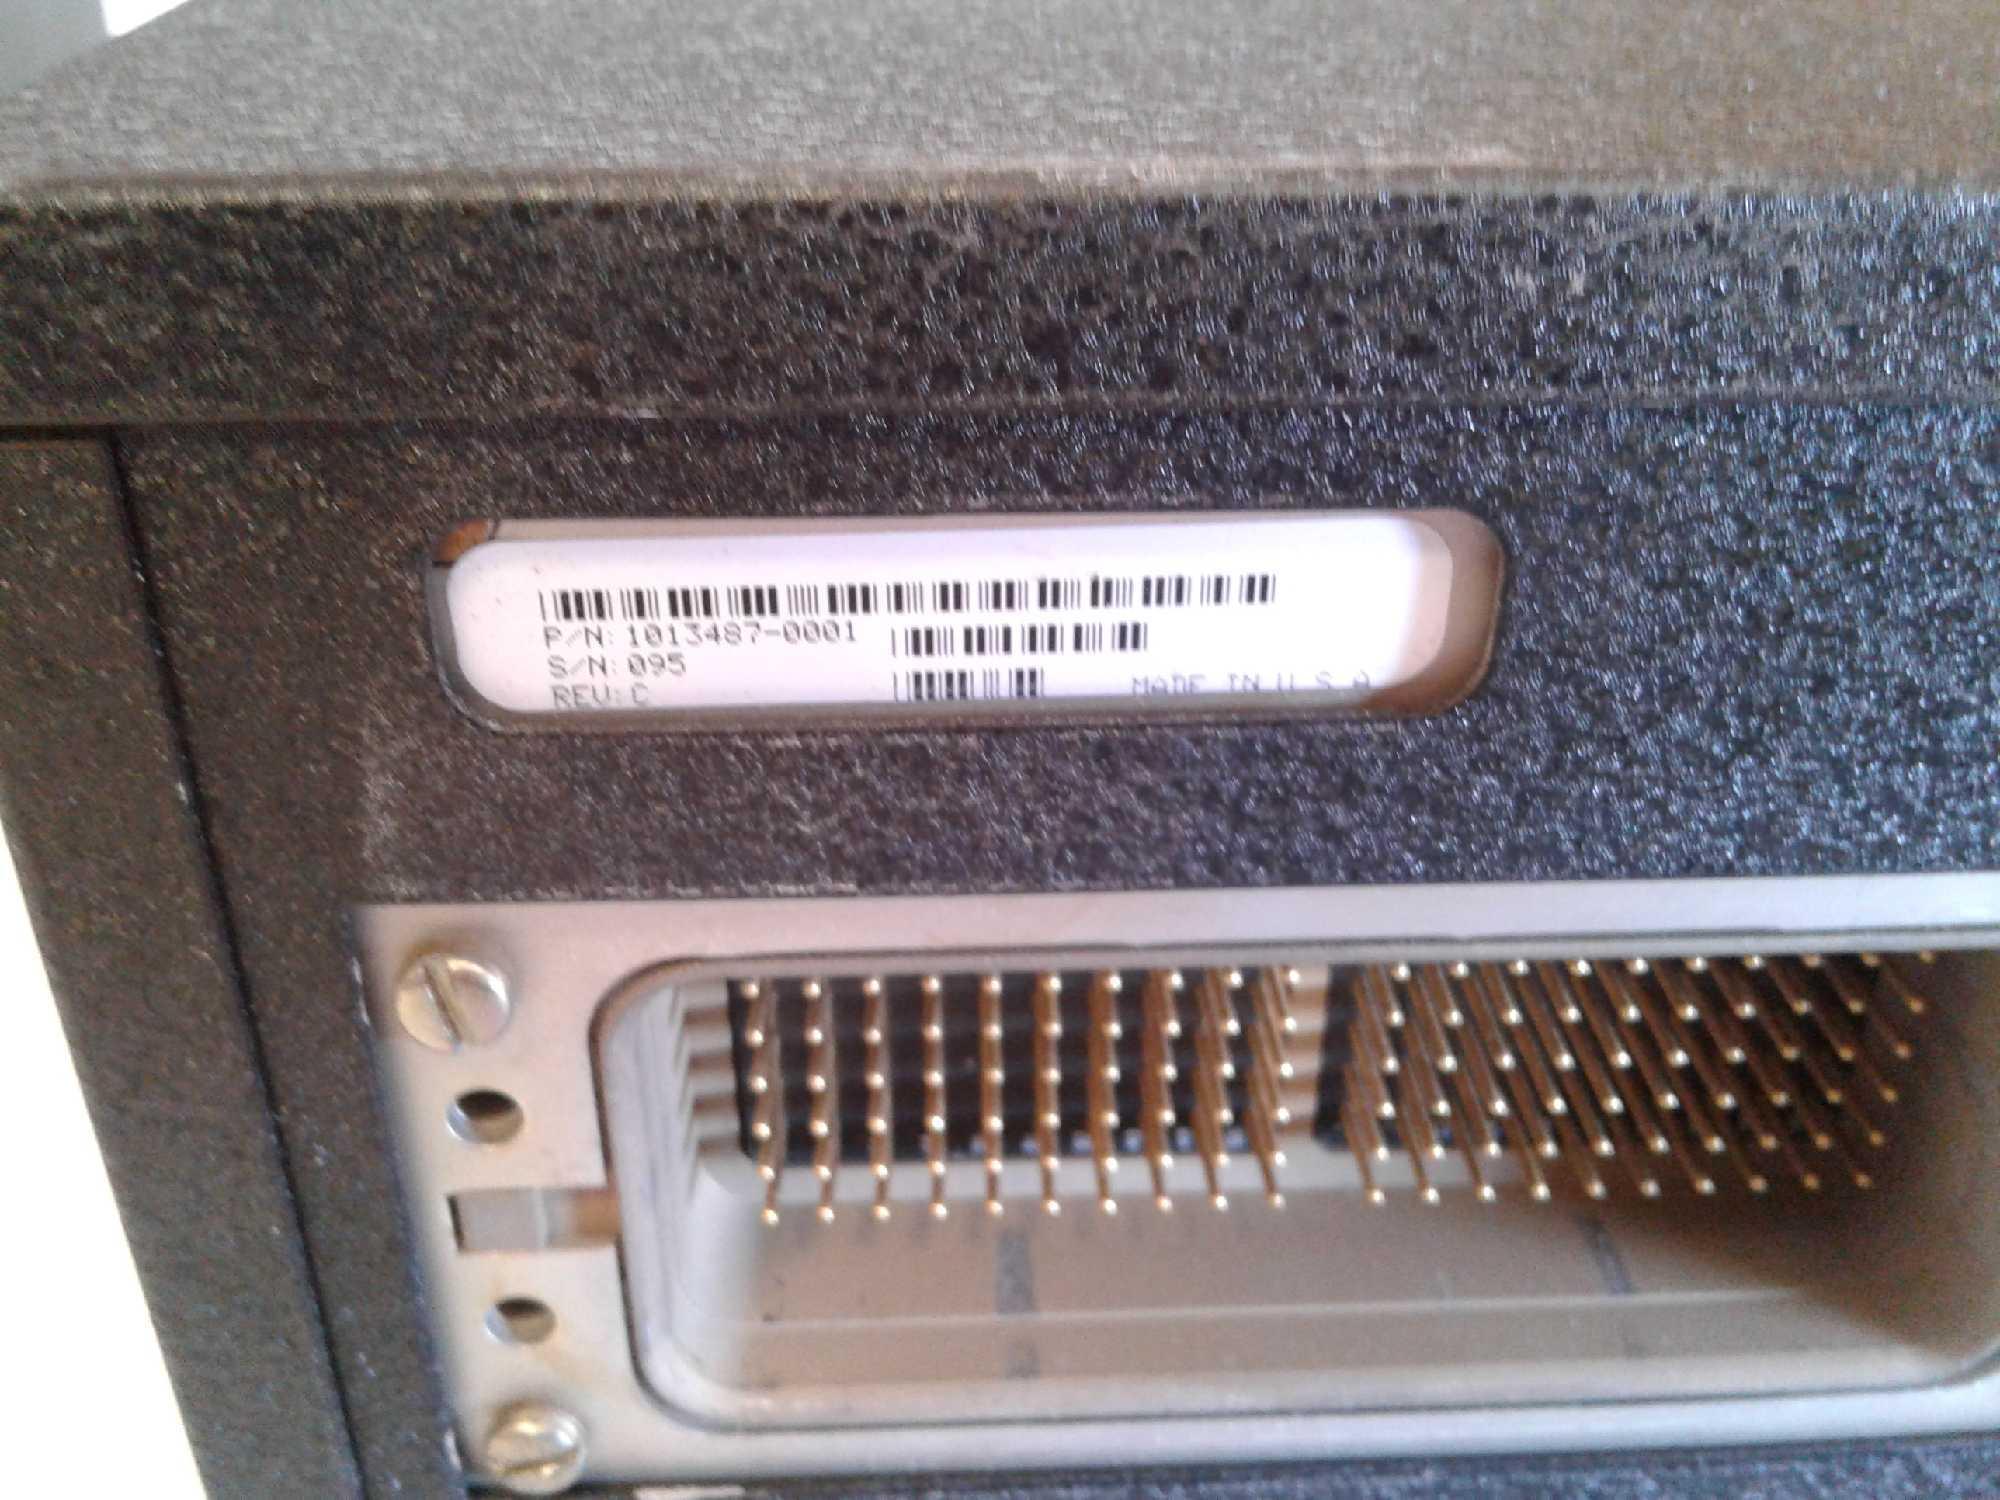 P/N: 1013487-0001
S/N: 095
REV: C
MADE IN U.S.A